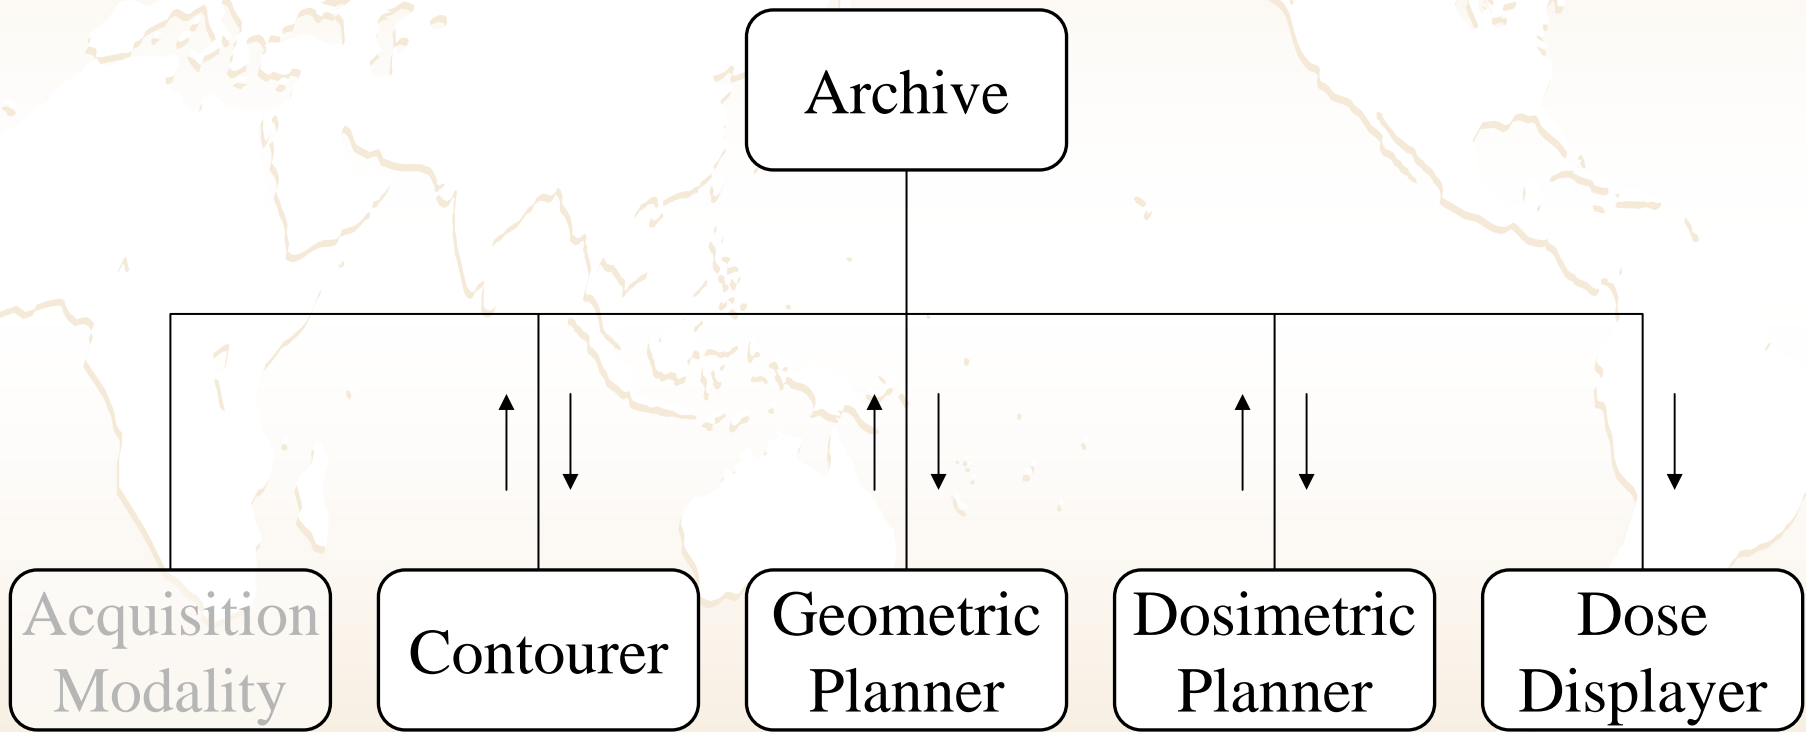 Archive
Acquisition
Modality
Contourer
Geometric
Planner
Dosimetric
Planner
Dose
Displayer